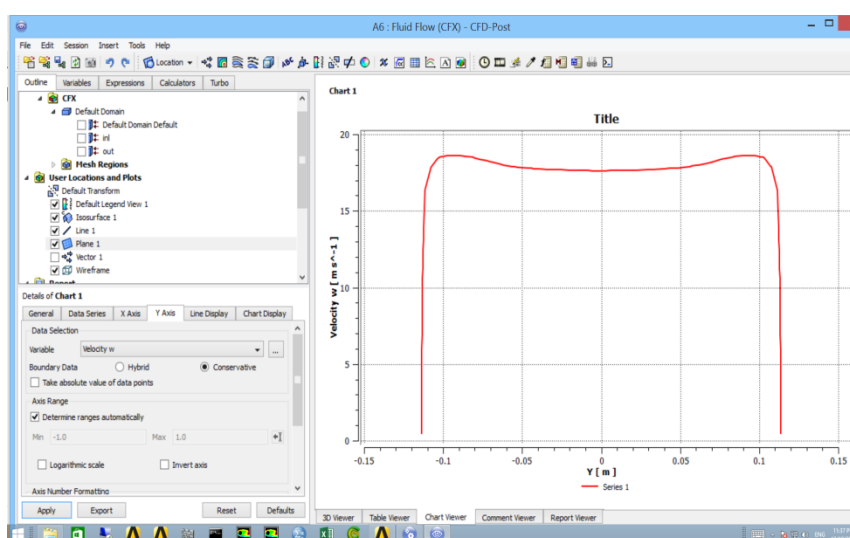 A6 : Fluid Flow (CFX) - CFD-Post
File Edit Session Insert Tools Help
Location
Outline Variables Expressions Calculators Turbo
CFX
Default Domain
Default Domain Default
inl
out
Mesh Regions
User Locations and Plots
Default Transform
Default Legend View 1
Isosurface 1
Line 1
Plane 1
Vector 1
Wireframe
Report
Details of Chart 1
General Data Series X Axis Y Axis Line Display Chart Display
Data Selection
Variable Velocity w ...
Boundary Data Hybrid Conservative
Take absolute value of data points
Axis Range
Determine ranges automatically
Min -1.0 Max 1.0
Logarithmic scale Invert axis
Axis Number Formatting
Apply Export Reset Defaults
Chart 1
Title
20
15
10
5
0
Velocity w [ m s^-1 ]
-0.15 -0.1 -0.05 0 0.05 0.1 0.15
Y [ m ]
Series 1
3D Viewer Table Viewer Chart Viewer Comment Viewer Report Viewer
ENG